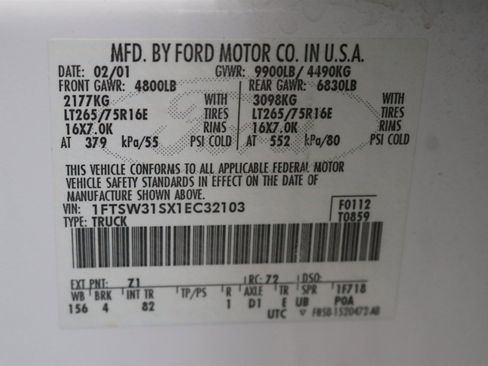 MFD. BY FORD MOTOR CO. IN U.S.A.
DATE: 02/01 GVWR: 9900LB/ 4490KG
FRONT GAWR: 4800LB REAR GAWR: 6830LB
2177KG WITH 3098KG WITH
LT265/75R16E TIRES LT265/75R16E TIRES
16X7.0K RIMS 16X7.0K RIMS
AT 379 kPa/55 PSI COLD AT 552 kPa/80 PSI COLD
THIS VEHICLE CONFORMS TO ALL APPLICABLE FEDERAL MOTOR
VEHICLE SAFETY STANDARDS IN EFFECT ON THE DATE OF
MANUFACTURE SHOWN ABOVE.
VIN: 1FTSW31SX1EC32103 F0112
TYPE: TRUCK T0859
EXT PNT: Z1 RC: 72 DSO:
WB BRK INT TR TP/PS R AXLE TR SPR 1F718
156 4 82 1 D1 E UB POA
UTC